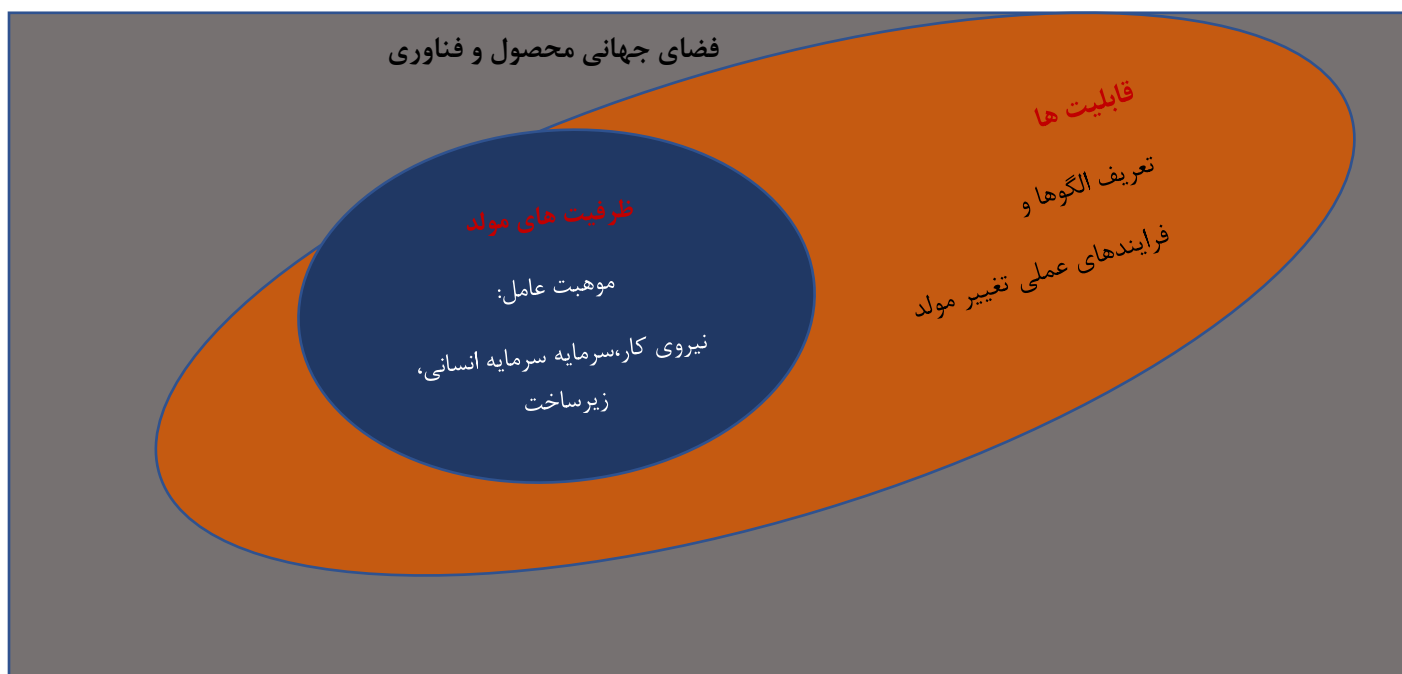 فضای جهانی محصول و فناوری
قابلیت ها
تعریف الگوها و
فرایندهای عملی تغییر مولد
ظرفیت های مولد
موهبت عامل:
نیروی کار،سرمایه سرمایه انسانی،
زیرساخت